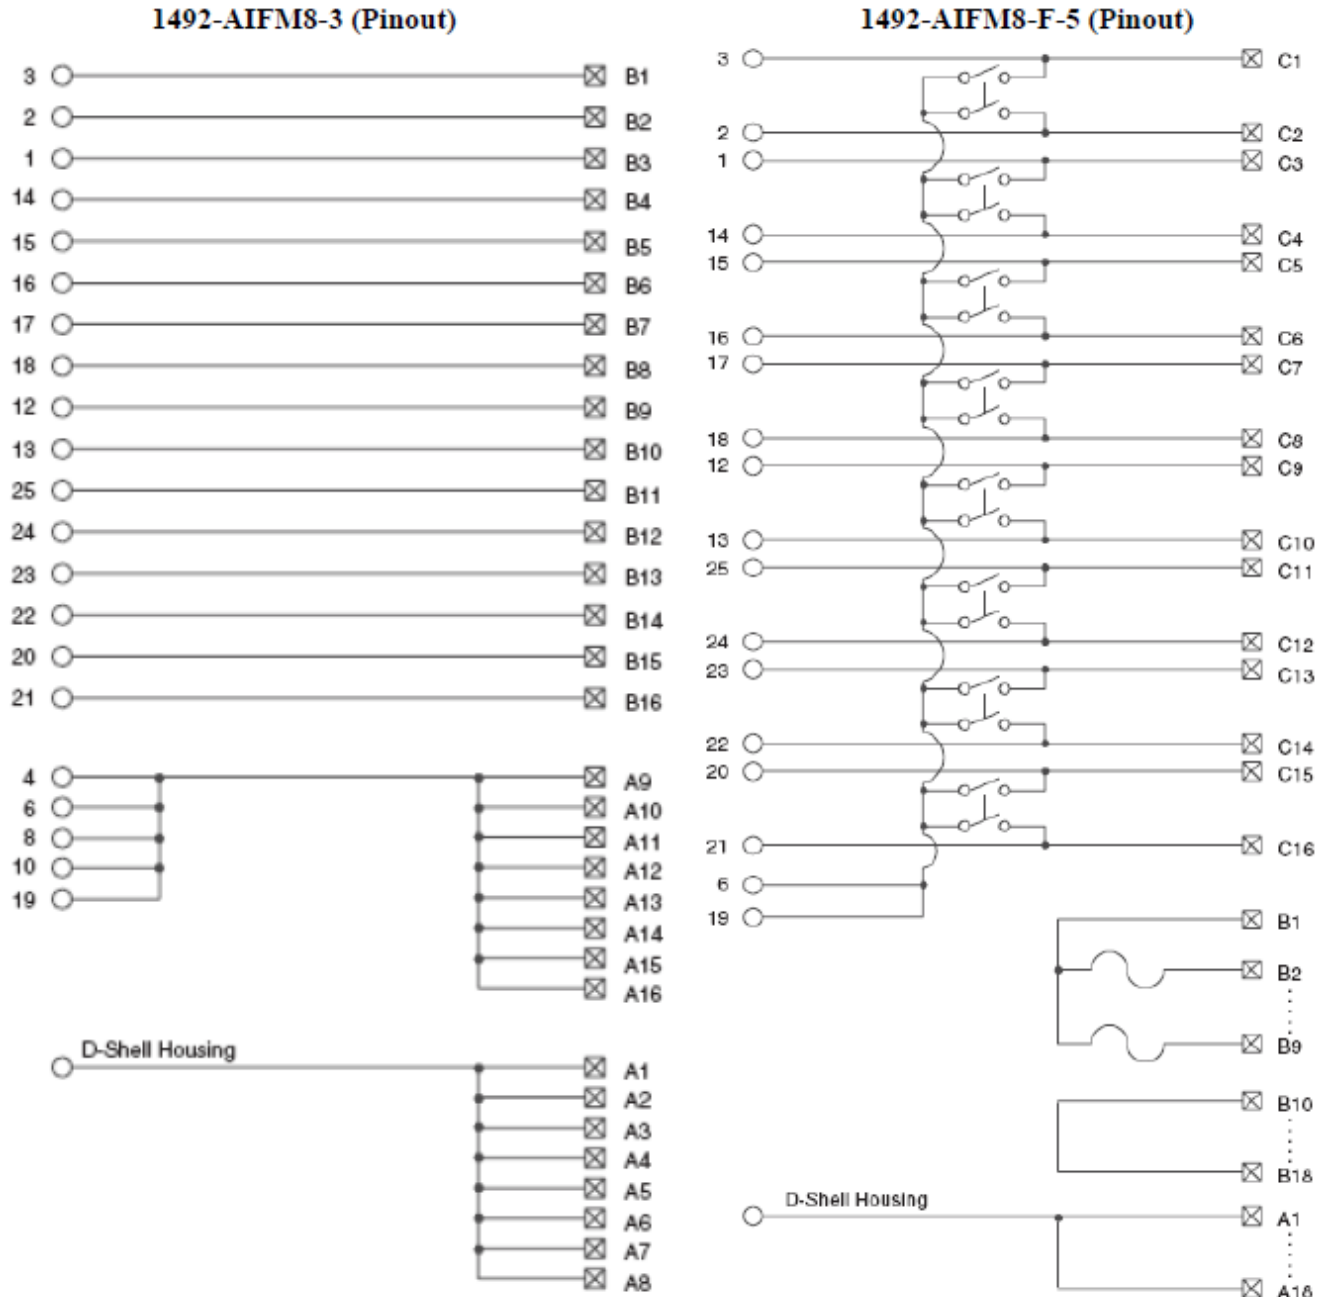 1492-AIFM8-3 (Pinout)
3 B1
2 B2
1 B3
14 B4
15 B5
16 B6
17 B7
18 B8
12 B9
13 B10
25 B11
24 B12
23 B13
22 B14
20 B15
21 B16
4 A9
6 A10
8 A11
10 A12
19 A13
A14
A15
A16
D-Shell Housing
A1
A2
A3
A4
A5
A6
A7
A8
1492-AIFM8-F-5 (Pinout)
3 C1
2 C2
1 C3
14 C4
15 C5
16 C6
17 C7
18 C8
12 C9
13 C10
25 C11
24 C12
23 C13
22 C14
20 C15
21 C16
6
19
B1
B2
B9
B10
B18
D-Shell Housing
A1
A16